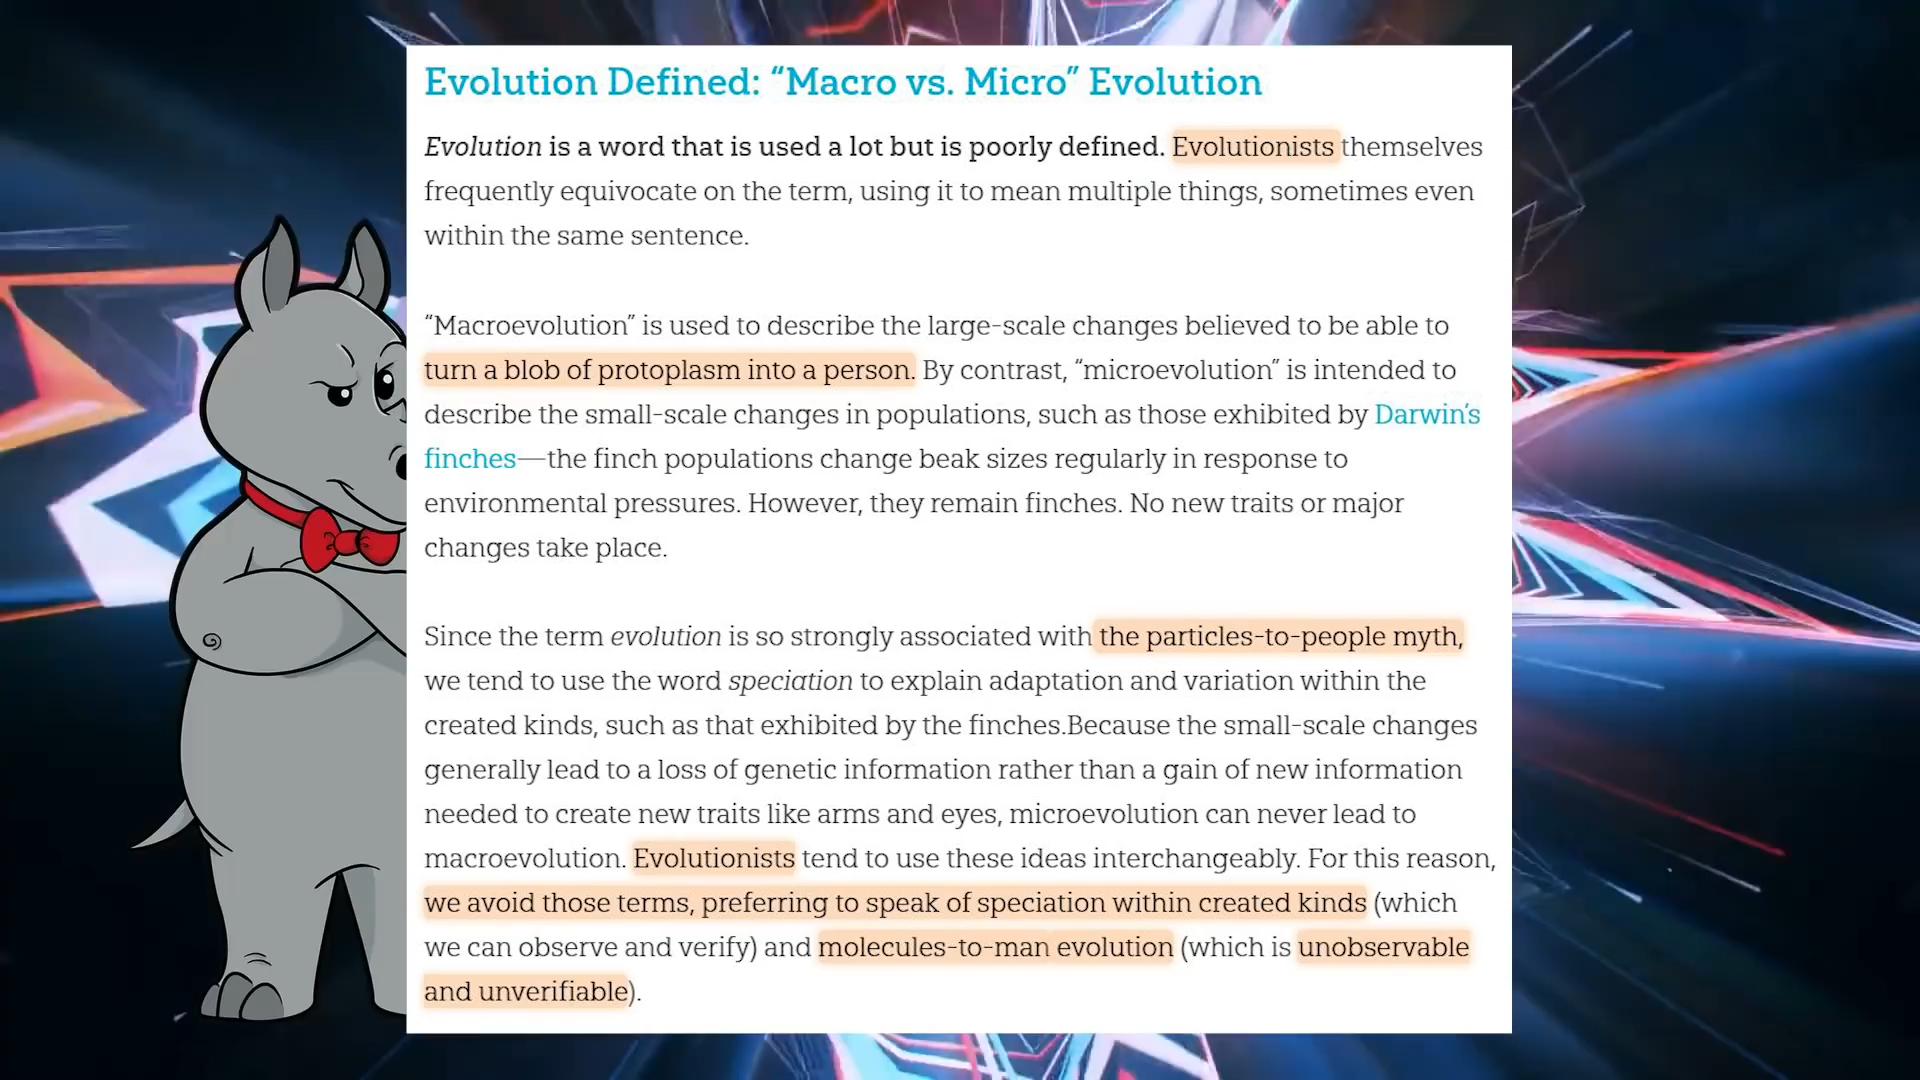 Evolution Defined: “Macro vs. Micro” Evolution
Evolution is a word that is used a lot but is poorly defined. Evolutionists themselves
frequently equivocate on the term, using it to mean multiple things, sometimes even
within the same sentence.
“Macroevolution” is used to describe the large-scale changes believed to be able to
turn a blob of protoplasm into a person. By contrast, “microevolution” is intended to
describe the small-scale changes in populations, such as those exhibited by Darwin’s
finches—the finch populations change beak sizes regularly in response to
environmental pressures. However, they remain finches. No new traits or major
changes take place.
Since the term evolution is so strongly associated with the particles-to-people myth,
we tend to use the word speciation to explain adaptation and variation within the
created kinds, such as that exhibited by the finches.Because the small-scale changes
generally lead to a loss of genetic information rather than a gain of new information
needed to create new traits like arms and eyes, microevolution can never lead to
macroevolution. Evolutionists tend to use these ideas interchangeably. For this reason,
we avoid those terms, preferring to speak of speciation within created kinds (which
we can observe and verify) and molecules-to-man evolution (which is unobservable
and unverifiable).